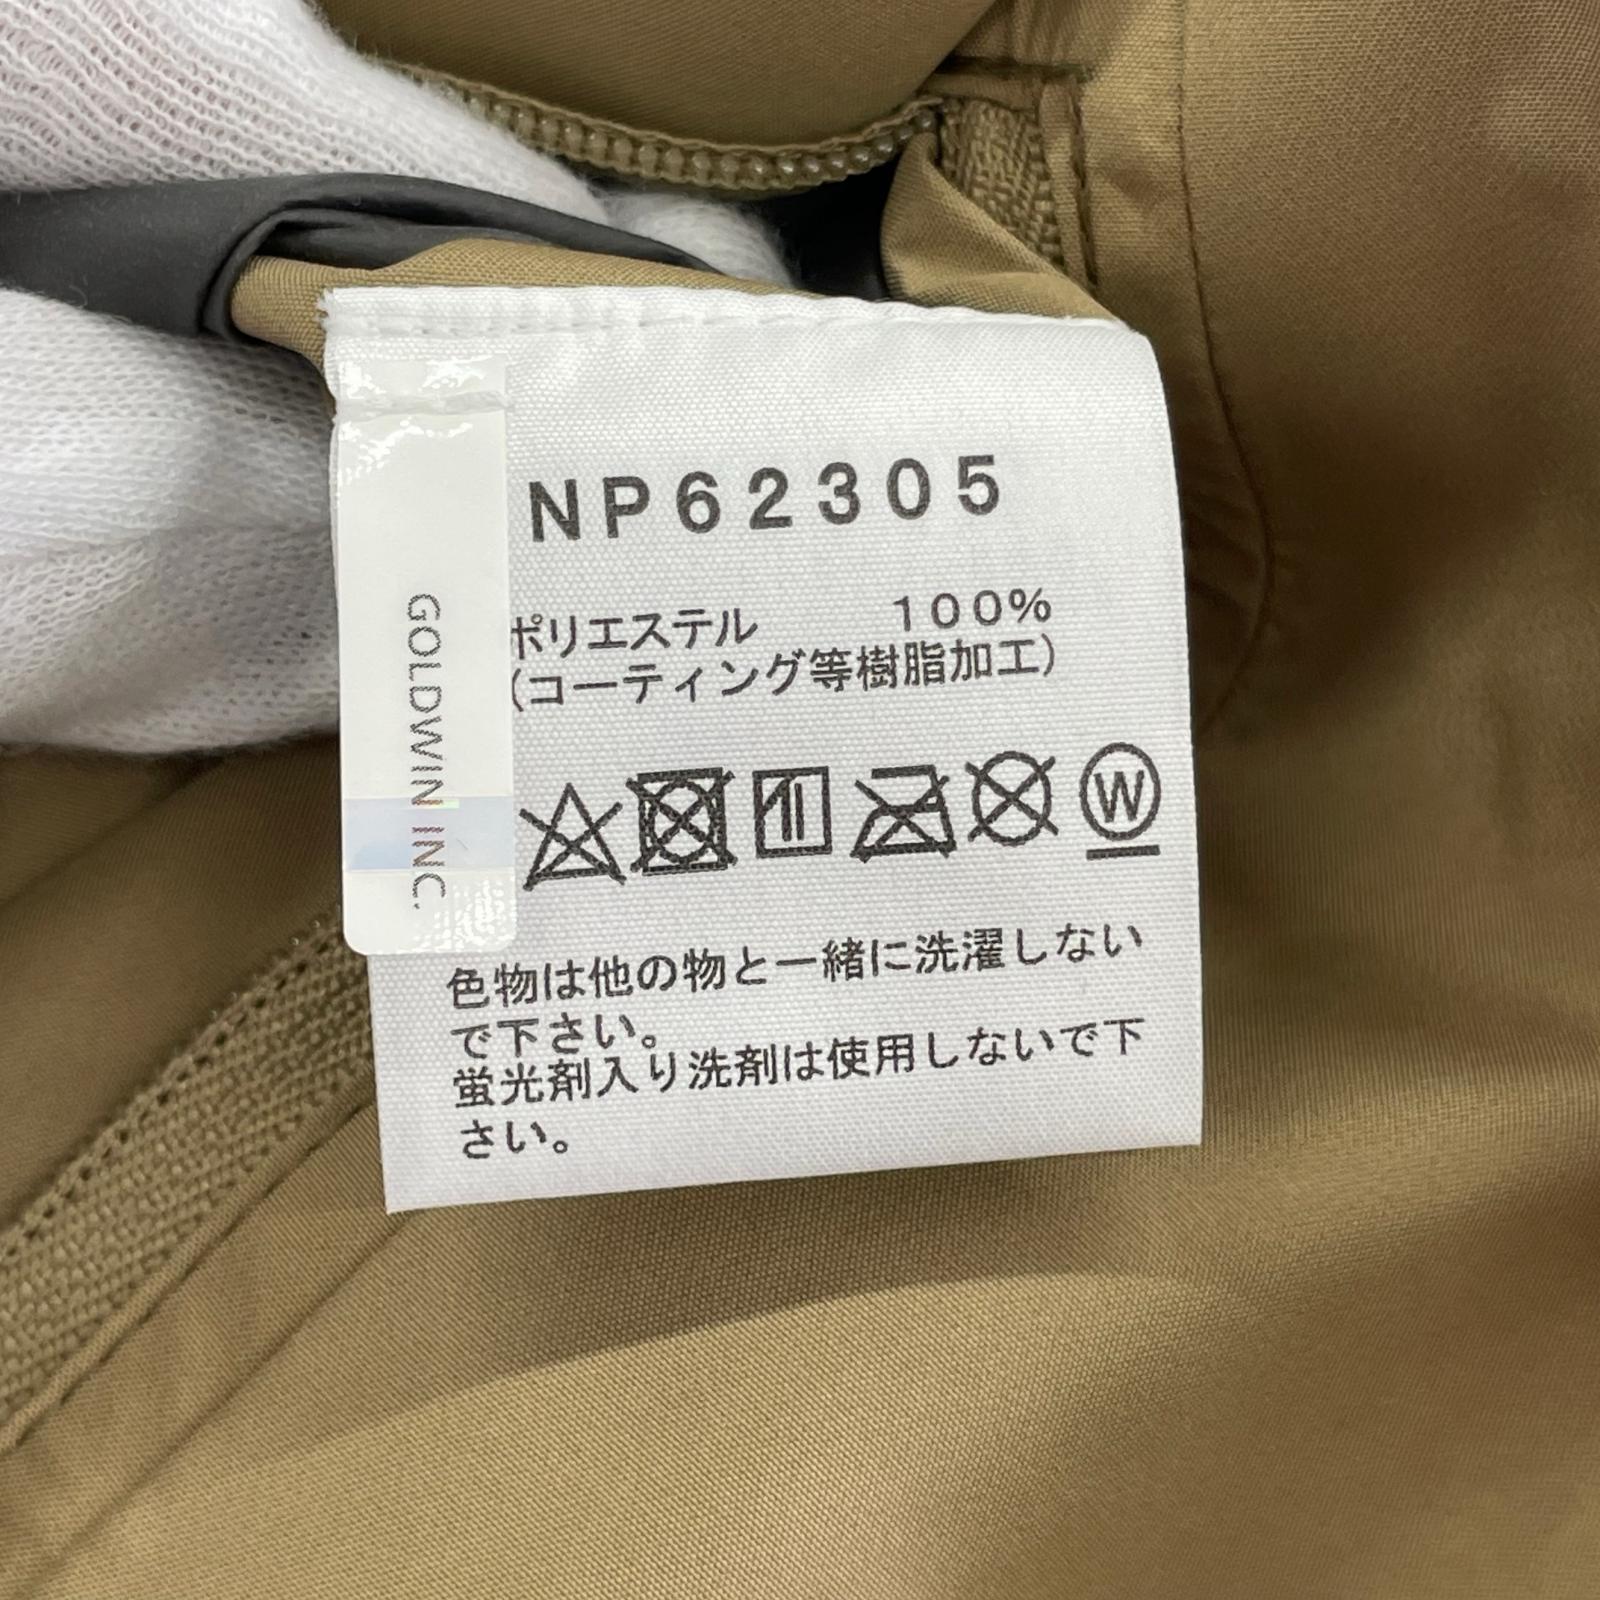 NP62305
ポリエステル 100%
(コーティング等樹脂加工)
W
色物は他の物と一緒に洗濯しない
で下さい。
蛍光剤入り洗剤は使用しないで下
さい。
GOLDWIN INC.